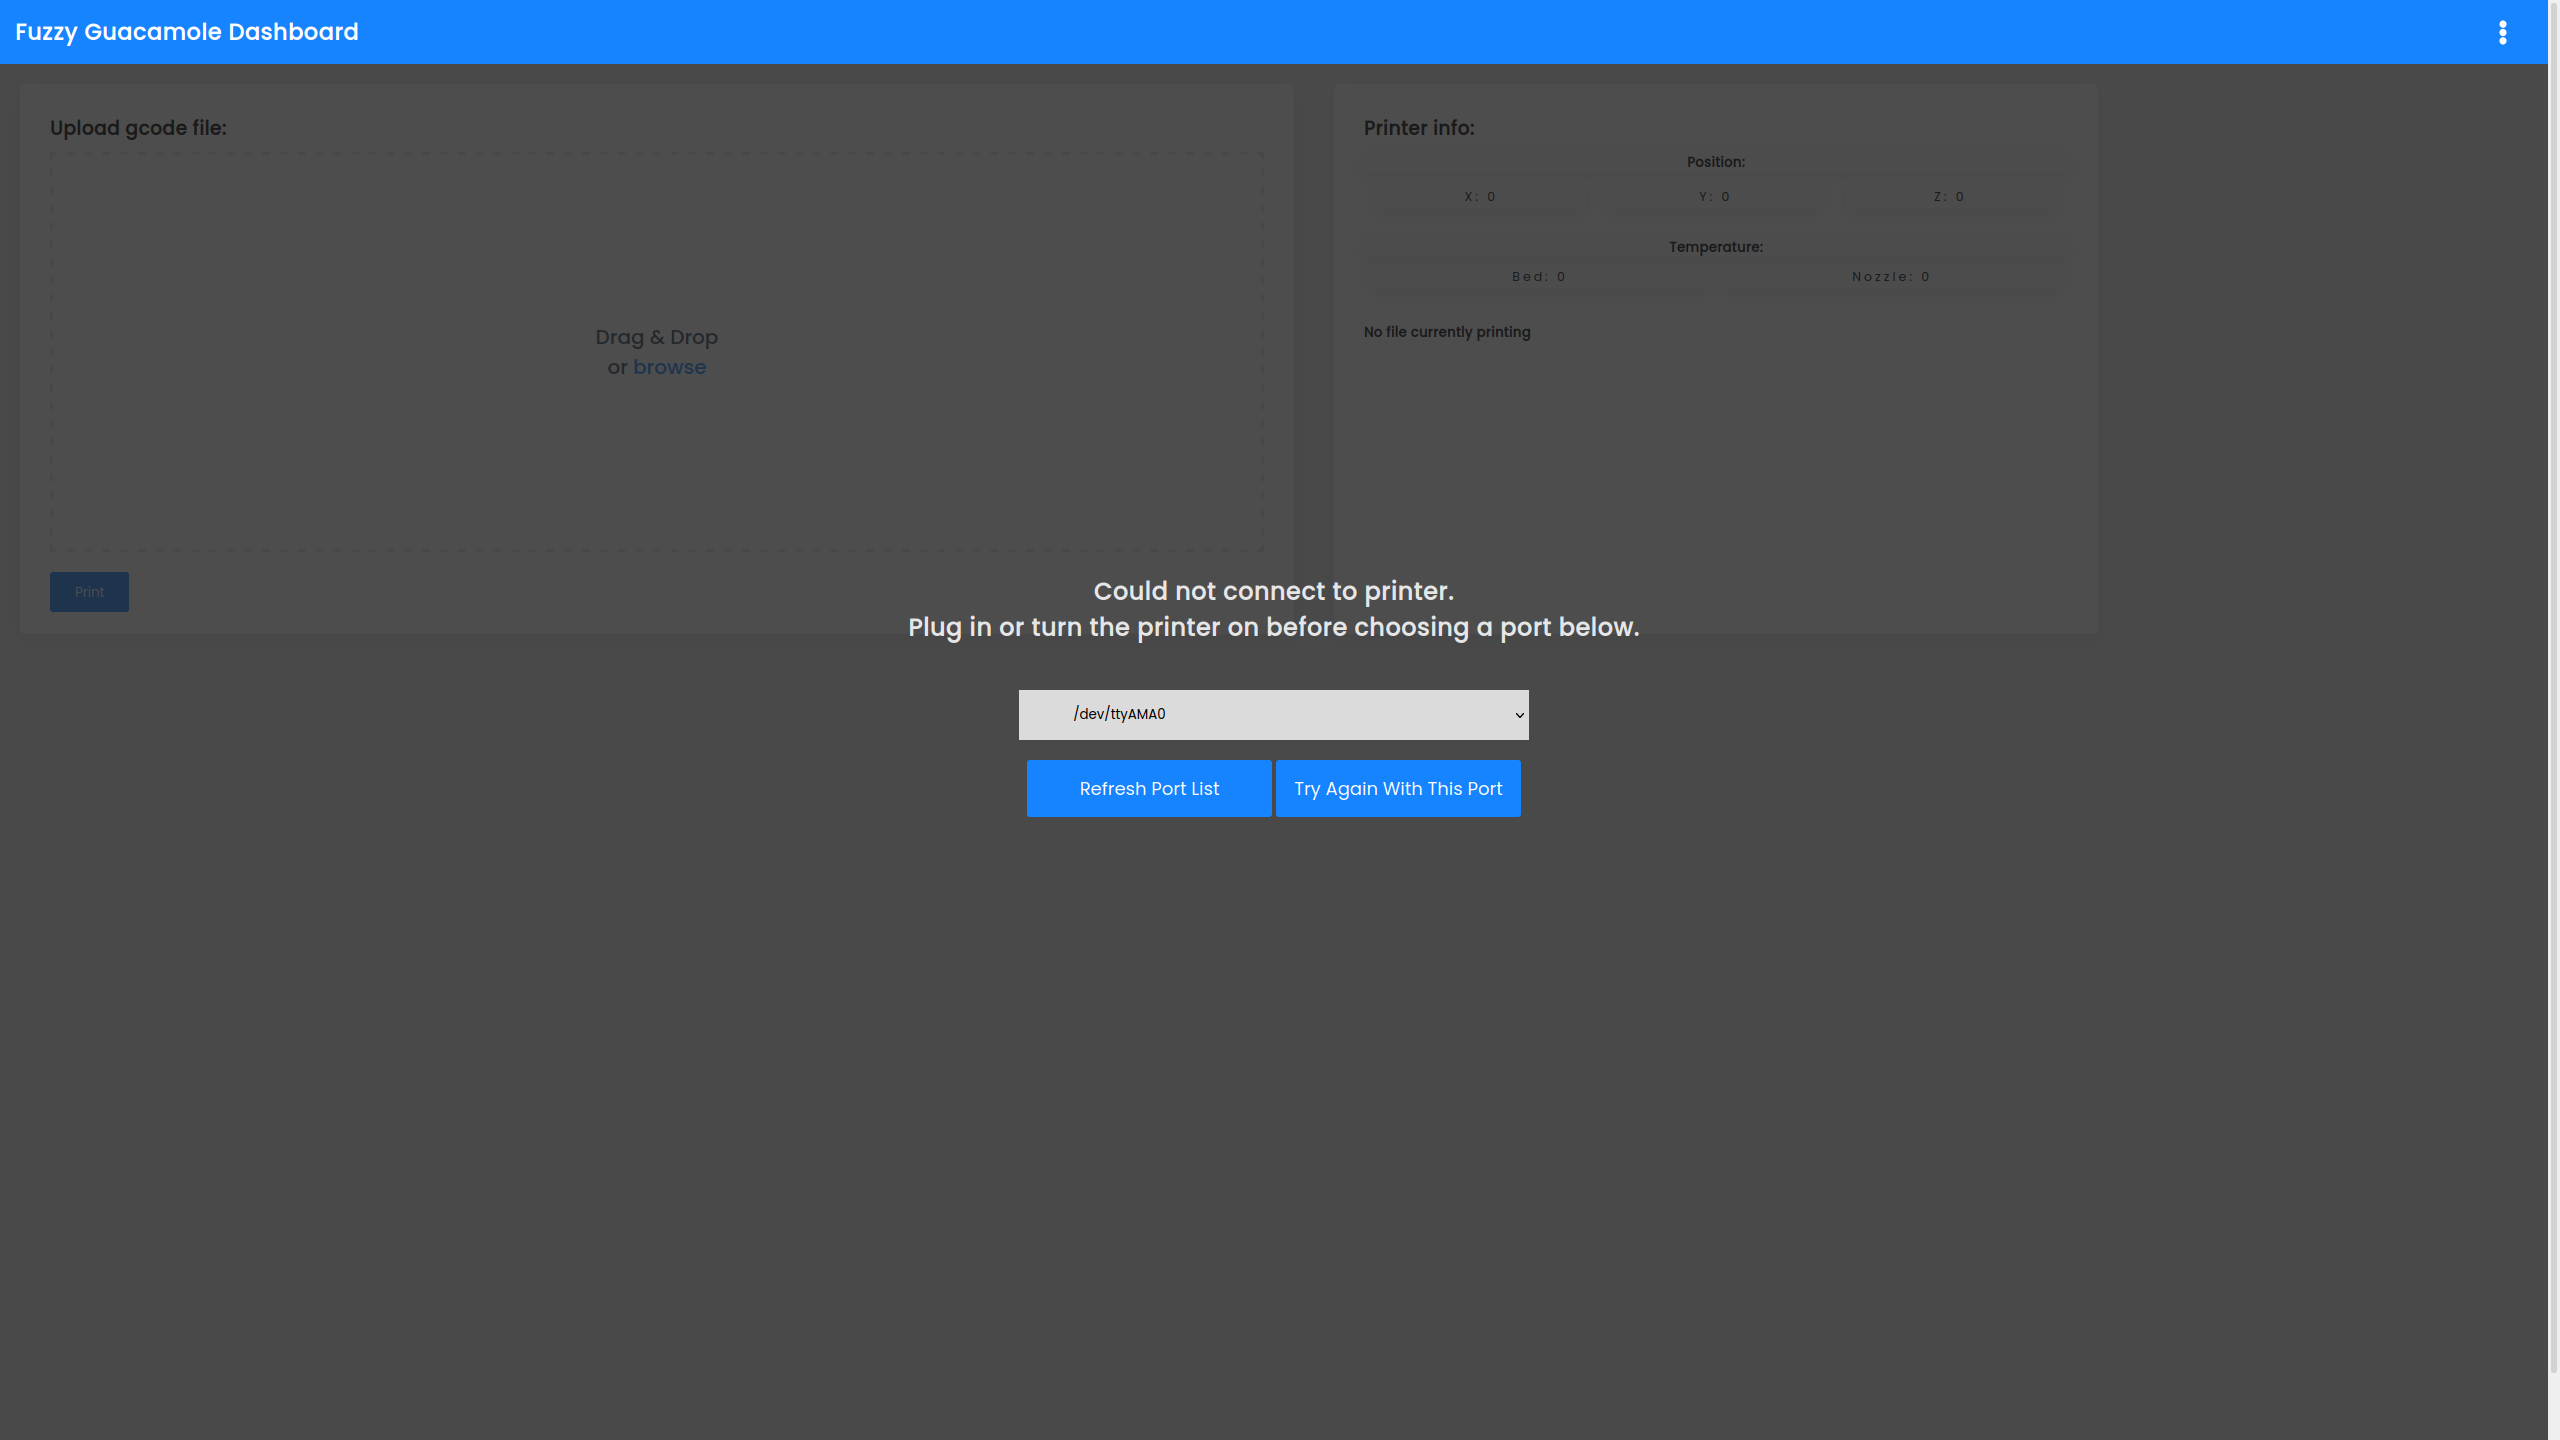 Fuzzy Guacamole Dashboard
Upload gcode file:
Drag & Drop
or browse
Print
Printer info:
Position:
X: 0
Y: 0
Z: 0
Temperature:
Bed: 0
Nozzle: 0
No file currently printing
Could not connect to printer.
Plug in or turn the printer on before choosing a port below.
/dev/ttyAMA0
Refresh Port List
Try Again With This Port